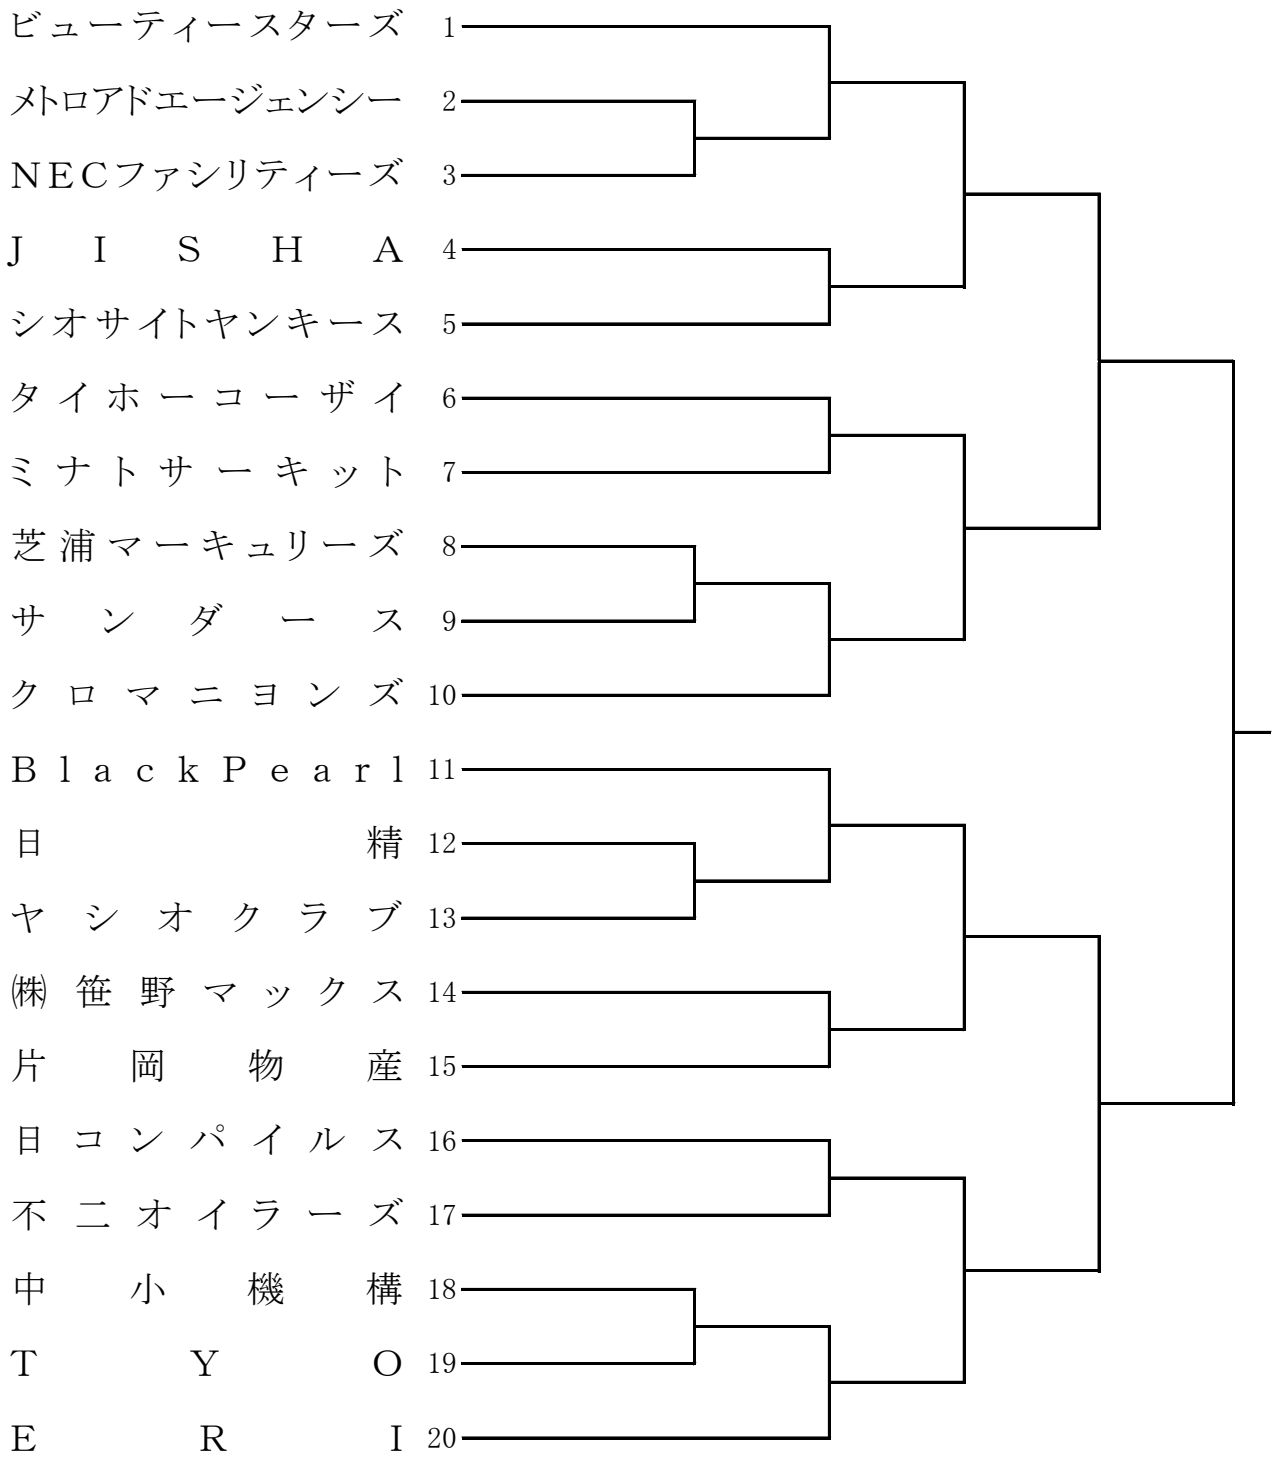 ビューティースターズ 1
メトロアドエージェンシー 2
NECファシリティーズ 3
JISHA 4
シオサイトヤンキース 5
タイホーコーザイ 6
ミナトサーキット 7
芝浦マーキュリーズ 8
サンダース 9
クロマニヨンズ 10
BlackPearl 11
日精 12
ヤシオクラブ 13
㈱笹野マックス 14
片岡物産 15
日コンパイルス 16
不二オイラーズ 17
中小機構 18
TYO 19
ERI 20